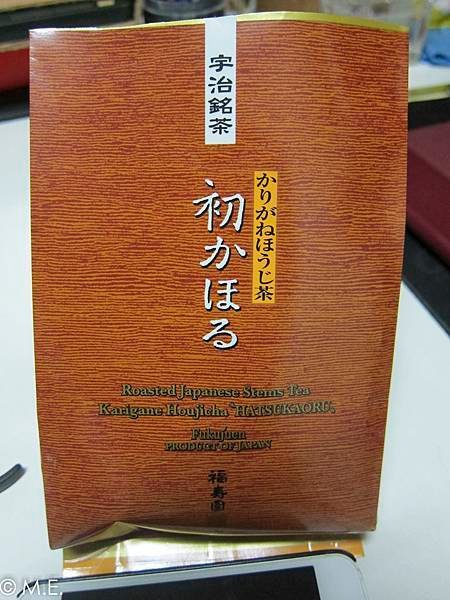 宇治銘茶
かりがねほうじ茶
初かほる
Roasted Japanese Stems Tea
Karigane Houjicha "HATSUKAORU"
Fukujuen
PRODUCT OF JAPAN
福寿園
© M.E.